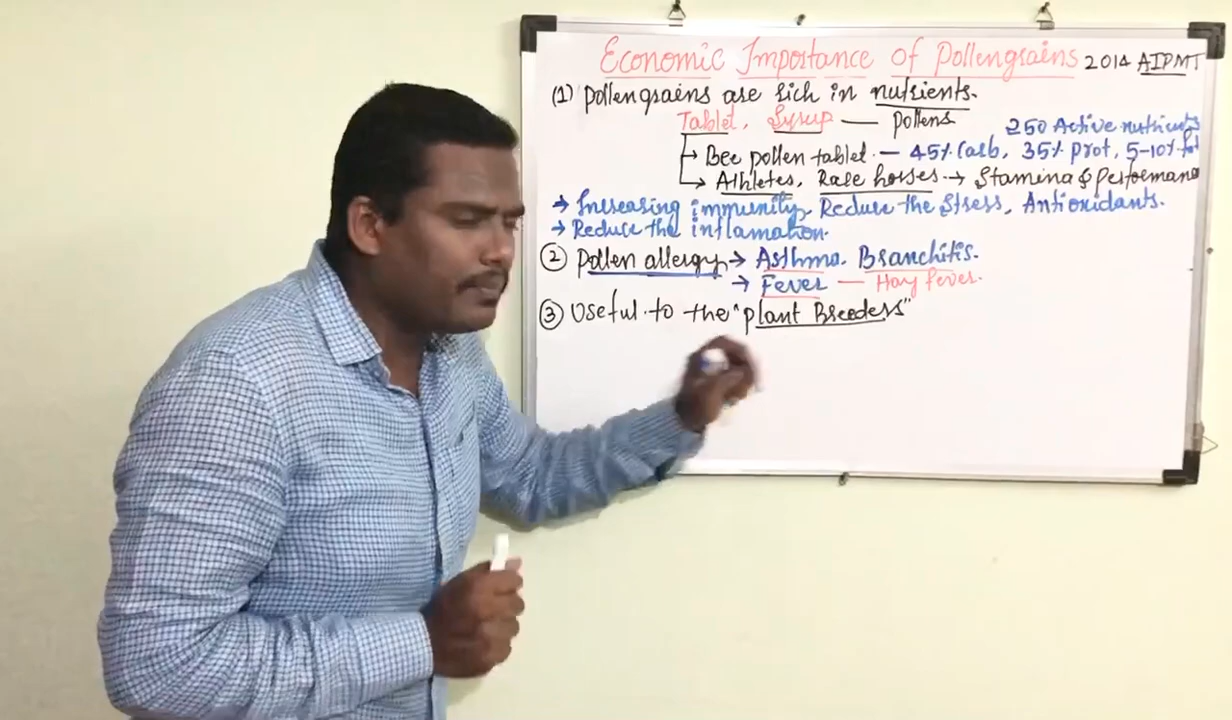 Economic Importance of Pollengrains 2014 AIPMT
(1) Pollengrains are rich in nutrients.
Tablet, Syrup — Pollens
250 Active nutrients
→ Bee pollen tablet. — 45% Carb, 35% Prot, 5-10% fat
→ Athletes, Race horses → Stamina & Performanc
→ Increasing immunity, Reduce the Stress, Antioxidants.
→ Reduce the inflamation.
② Pollen allergy → Asthma. Branchitis.
→ Fever — Hay fever.
③ Useful to the "plant Breeders"